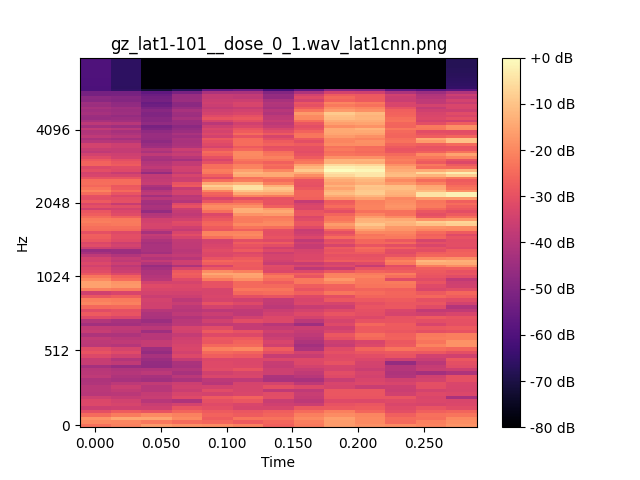 gz_lat1-101__dose_0_1.wav_lat1cnn.png
+0 dB
-10 dB
-20 dB
-30 dB
-40 dB
-50 dB
-60 dB
-70 dB
-80 dB
4096
2048
1024
512
0
Hz
0.000 0.050 0.100 0.150 0.200 0.250
Time